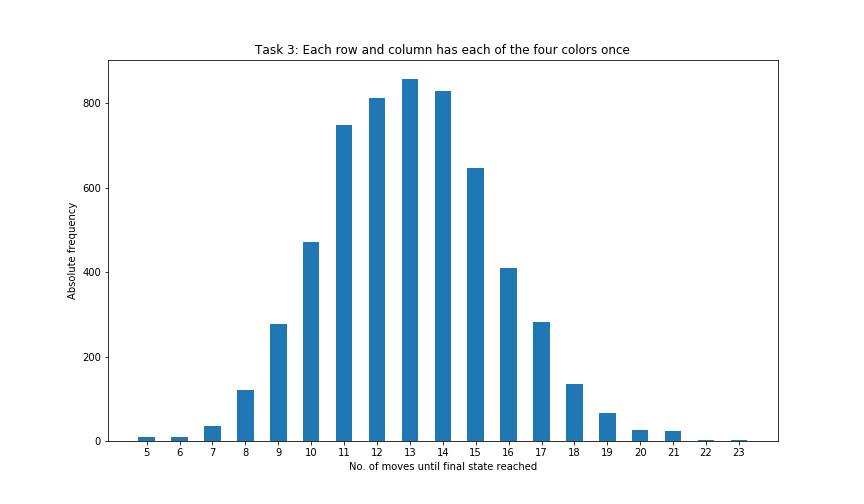 Task 3: Each row and column has each of the four colors once
800
600
400
200
0
Absolute frequency
5 6 7 8 9 10 11 12 13 14 15 16 17 18 19 20 21 22 23
No. of moves until final state reached